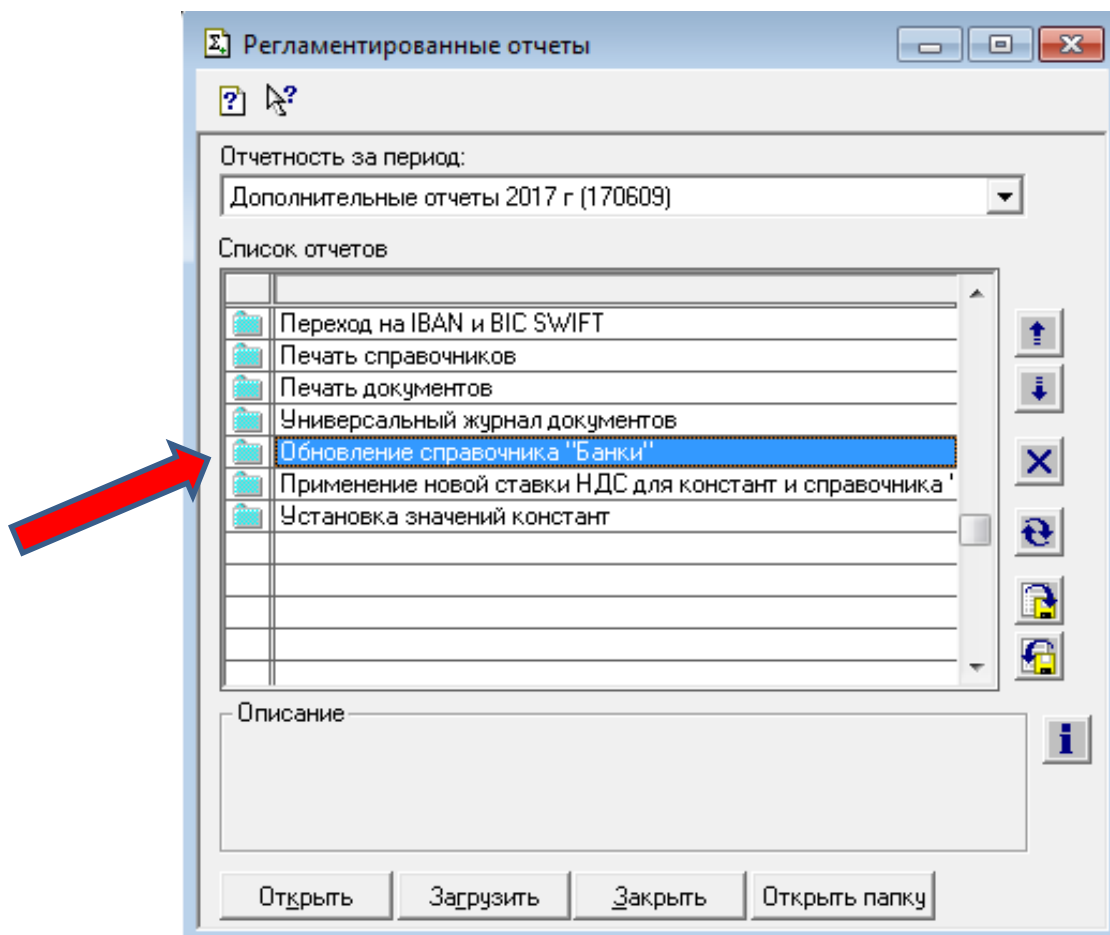 Регламентированные отчеты
Отчетность за период:
Дополнительные отчеты 2017 г (170609)
Список отчетов
Переход на IBAN и BIC SWIFT
Печать справочников
Печать документов
Универсальный журнал документов
Обновление справочника "Банки"
Применение новой ставки НДС для констант и справочника '
Установка значений констант
Описание
Открыть Загрузить Закрыть Открыть папку